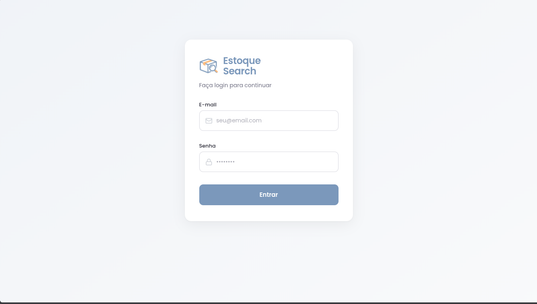 Estoque
Search
Faça login para continuar
E-mail
seu@email.com
Senha
••••••••
Entrar